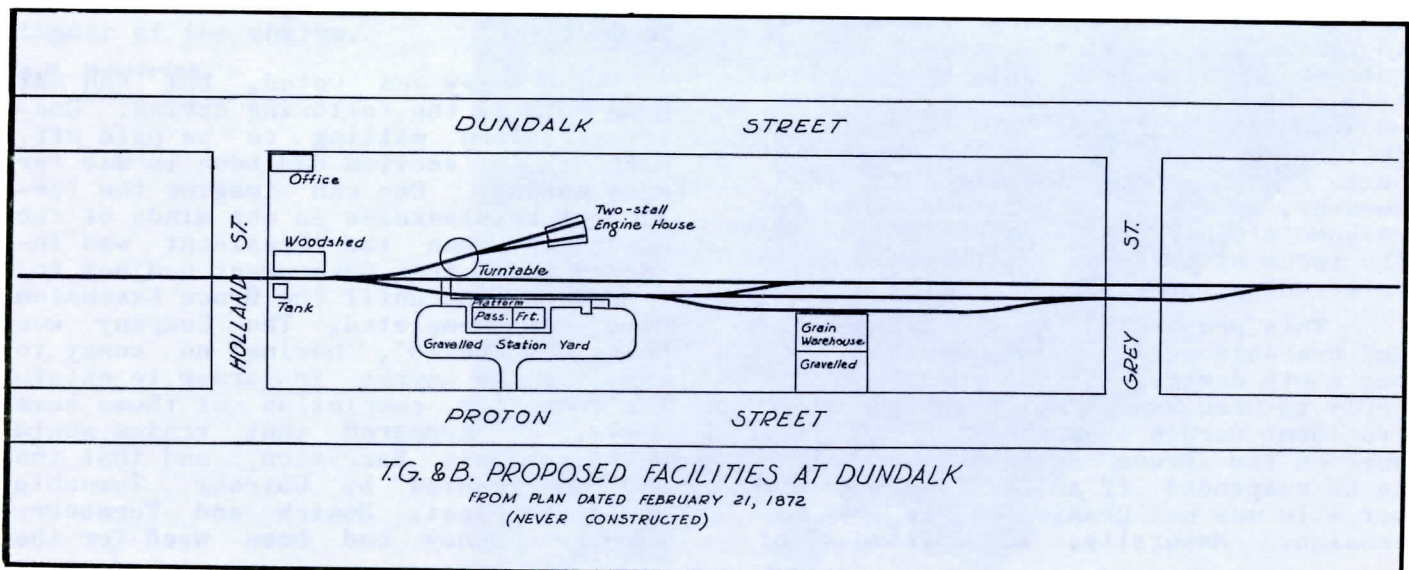 DUNDALK STREET
Office
HOLLAND ST.
Woodshed
Two-stall
Engine House
Turntable
Tank
Platform
Pass. Frt.
Gravelled Station Yard
Grain
Warehouse
Gravelled
GREY ST.
PROTON STREET
T.G. & B. PROPOSED FACILITIES AT DUNDALK
FROM PLAN DATED FEBRUARY 21, 1872
(NEVER CONSTRUCTED)